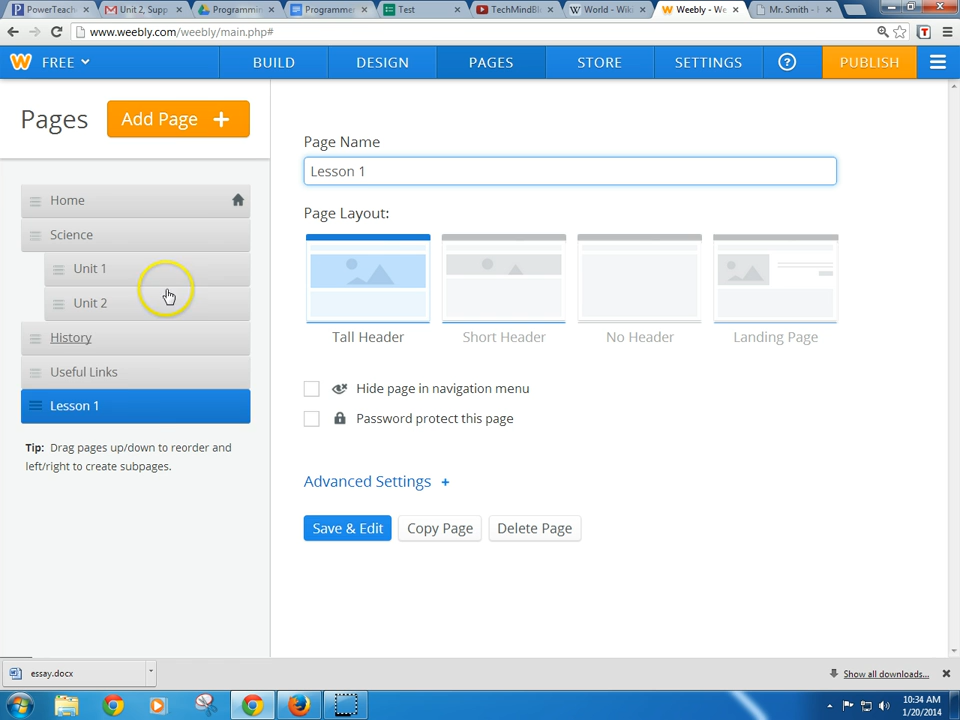 PowerTeach
Unit 2, Supp
Programmin
Programme
Test
TechMindBl
World - Wiki
Weebly - We
Mr. Smith - H
www.weebly.com/weebly/main.php#
FREE
BUILD
DESIGN
PAGES
STORE
SETTINGS
?
PUBLISH
Pages
Add Page +
Page Name
Lesson 1
Page Layout:
Home
Science
Unit 1
Unit 2
History
Useful Links
Lesson 1
Tip: Drag pages up/down to reorder and
left/right to create subpages.
Tall Header
Short Header
No Header
Landing Page
Hide page in navigation menu
Password protect this page
Advanced Settings +
Save & Edit
Copy Page
Delete Page
essay.docx
Show all downloads...
10:34 AM
1/20/2014